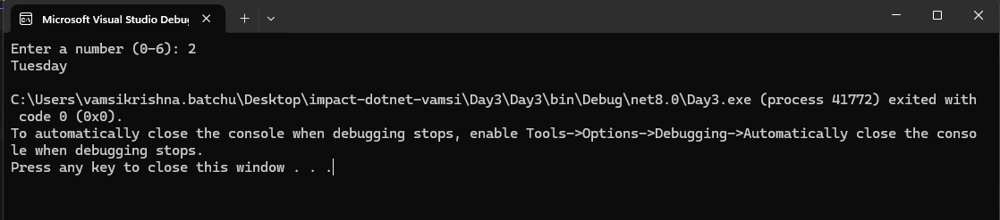 Microsoft Visual Studio Debug
Enter a number (0-6): 2
Tuesday
C:\Users\vamsikrishna.batchu\Desktop\impact-dotnet-vamsi\Day3\Day3\bin\Debug\net8.0\Day3.exe (process 41772) exited with
 code 0 (0x0).
To automatically close the console when debugging stops, enable Tools->Options->Debugging->Automatically close the conso
le when debugging stops.
Press any key to close this window . . .